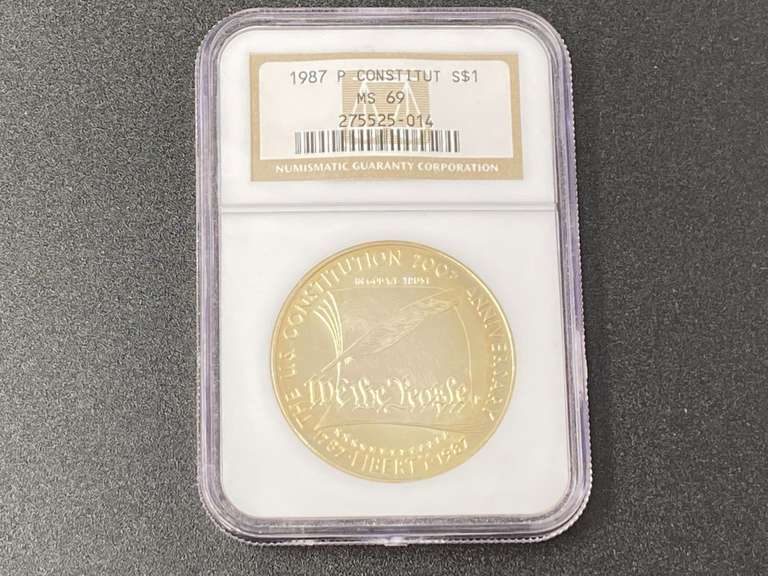 1987 P CONSTITUT S$1
MS 69
275525-014
NUMISMATIC GUARANTY CORPORATION
THE U.S. CONSTITUTION 200TH ANNIVERSARY
IN GOD WE TRUST
We the People
1787·LIBERTY·1987